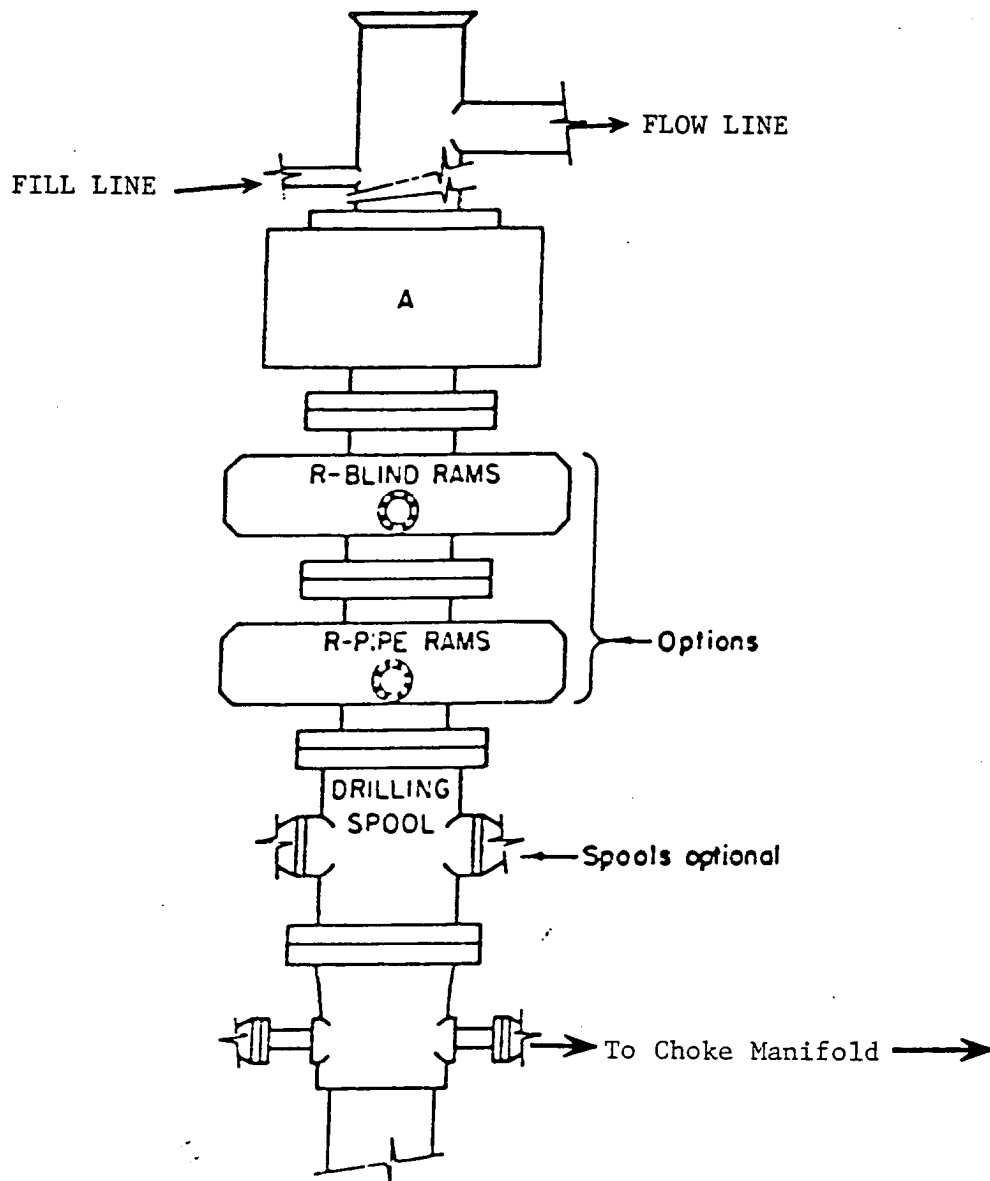 FLOW LINE
FILL LINE
A
R-BLIND RAMS
R-PIPE RAMS
Options
DRILLING
SPOOL
Spools optional
To Choke Manifold